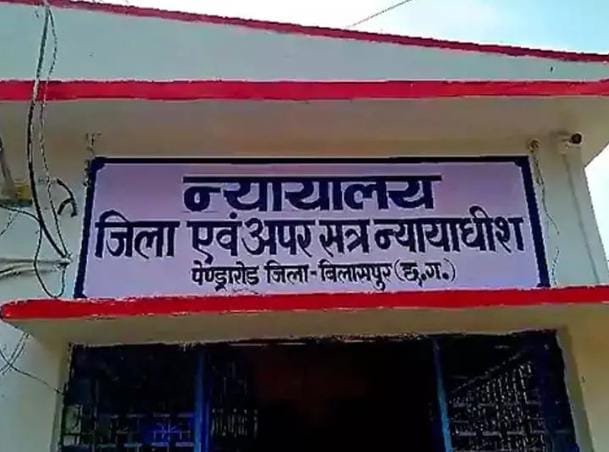 न्यायालय
जिला एवं अपर सत्र न्यायाधीश
पेण्ड्रारोड जिला-बिलासपुर (छ.ग.)